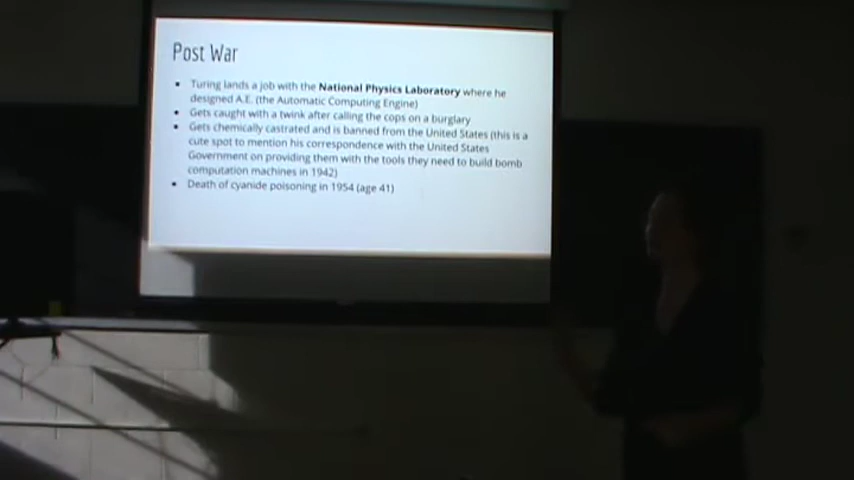 Post War
Turing lands a job with the National Physics Laboratory where he
designed A.E. (the Automatic Computing Engine)
Gets caught with a twink after calling the cops on a burglary
Gets chemically castrated and is banned from the United States (this is a
cute spot to mention his correspondence with the United States
Government on providing them with the tools they need to build bomb
computation machines in 1942)
Death of cyanide poisoning in 1954 (age 41)